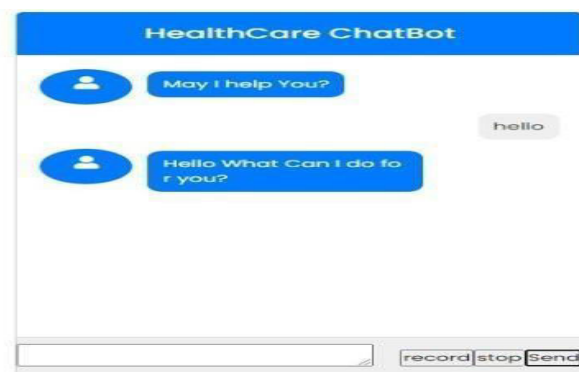 HealthCare ChatBot
May I help You?
hello
Hello What Can I do fo
r you?
record stop Send